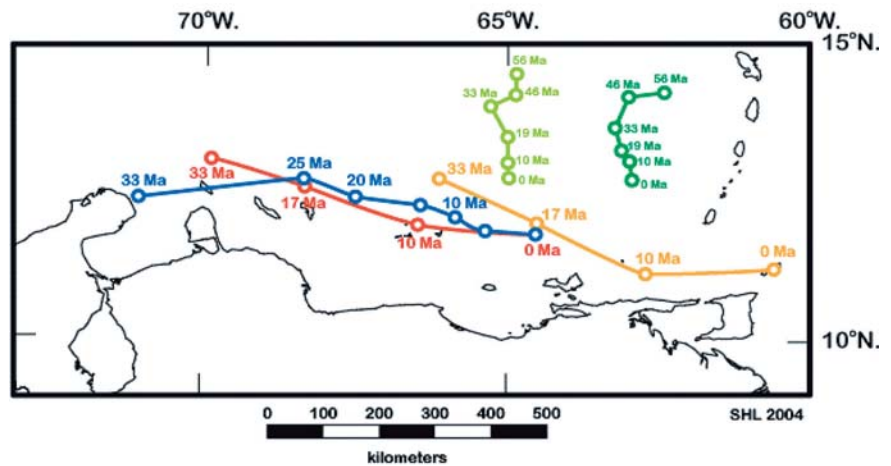 70°W. 65°W. 60°W.
15°N.
56 Ma
46 Ma 56 Ma
33 Ma 46 Ma
33 Ma
19 Ma
19 Ma
10 Ma 10 Ma
0 Ma 0 Ma
33 Ma 25 Ma 33 Ma
33 Ma 20 Ma
17 Ma 10 Ma 17 Ma
10 Ma 0 Ma 10 Ma 0 Ma
10°N.
0 100 200 300 400 500
SHL 2004
kilometers